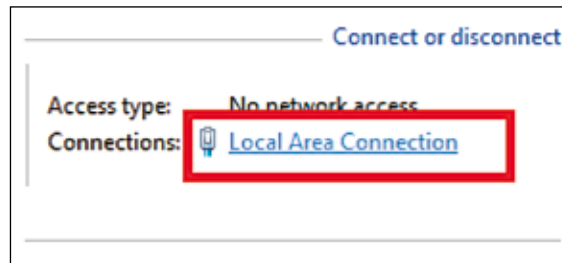 Connect or disconnect
Access type: No network access
Connections: Local Area Connection